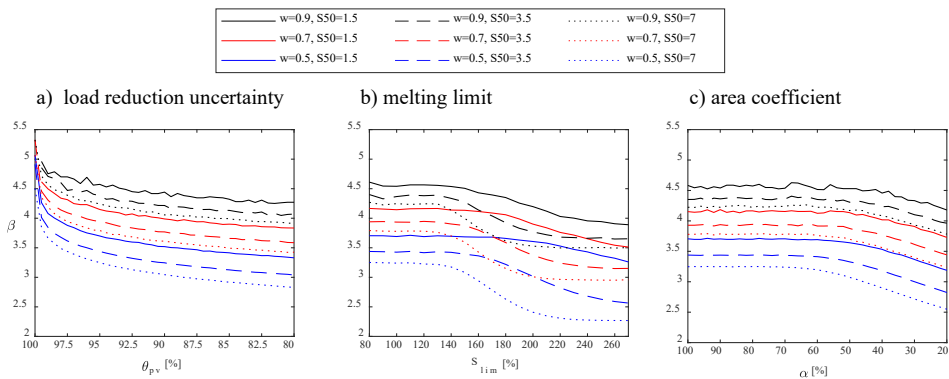 w=0.9, S50=1.5 w=0.9, S50=3.5 w=0.9, S50=7
w=0.7, S50=1.5 w=0.7, S50=3.5 w=0.7, S50=7
w=0.5, S50=1.5 w=0.5, S50=3.5 w=0.5, S50=7
a) load reduction uncertainty
b) melting limit
c) area coefficient
5.5
5
4.5
4
3.5
3
2.5
2
β
100 97.5 95 92.5 90 87.5 85 82.5 80
θpv [%]
5.5
5
4.5
4
3.5
3
2.5
2
80 100 120 140 160 180 200 220 240 260
Slim [%]
5.5
5
4.5
4
3.5
3
2.5
2
100 90 80 70 60 50 40 30 20
α [%]